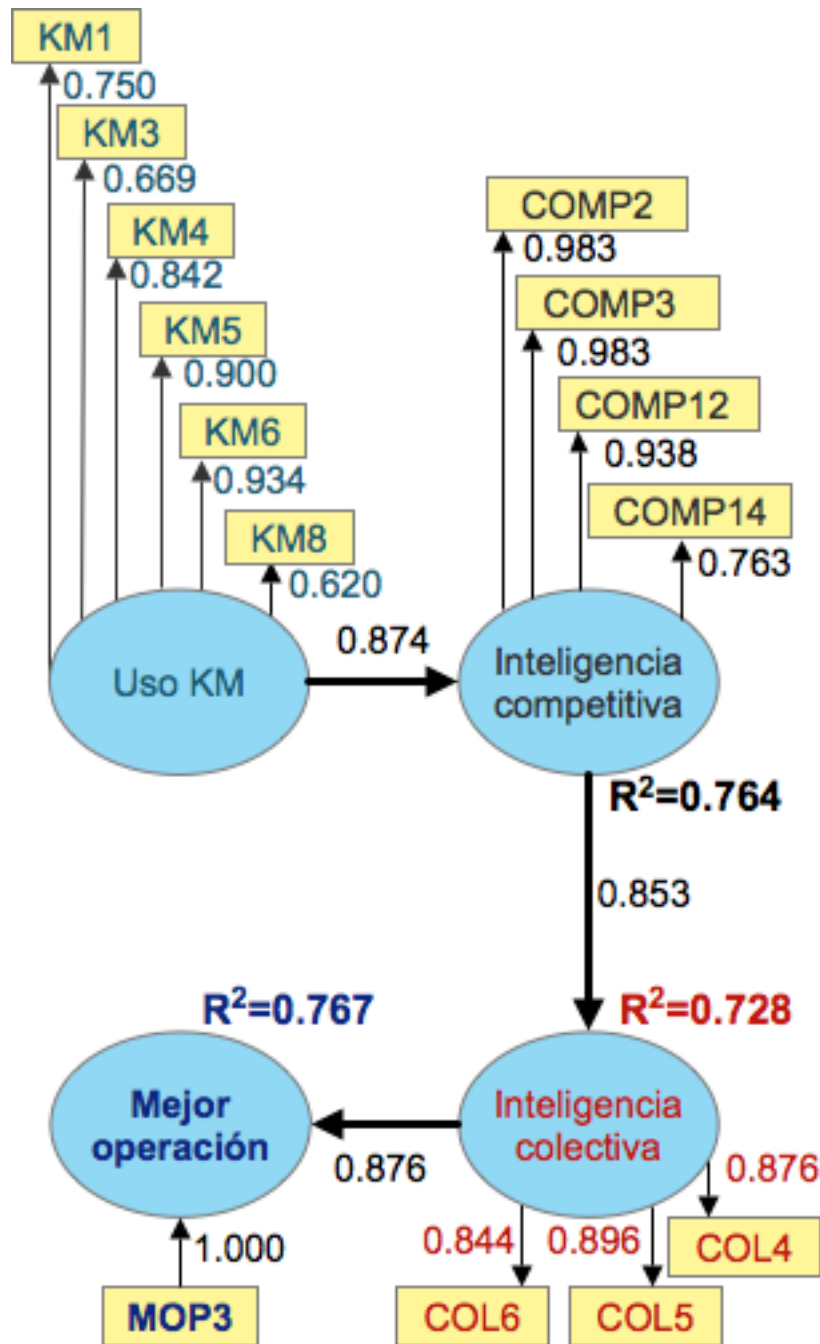 KM1
0.750
KM3
0.669
KM4
0.842
KM5
0.900
KM6
0.934
KM8
0.620
COMP2
0.983
COMP3
0.983
COMP12
0.938
COMP14
0.763
Uso KM
0.874
Inteligencia
competitiva
R²=0.764
0.853
R²=0.767
R²=0.728
Mejor
operación
0.876
Inteligencia
colectiva
1.000
MOP3
0.844
COL6
0.896
COL5
0.876
COL4